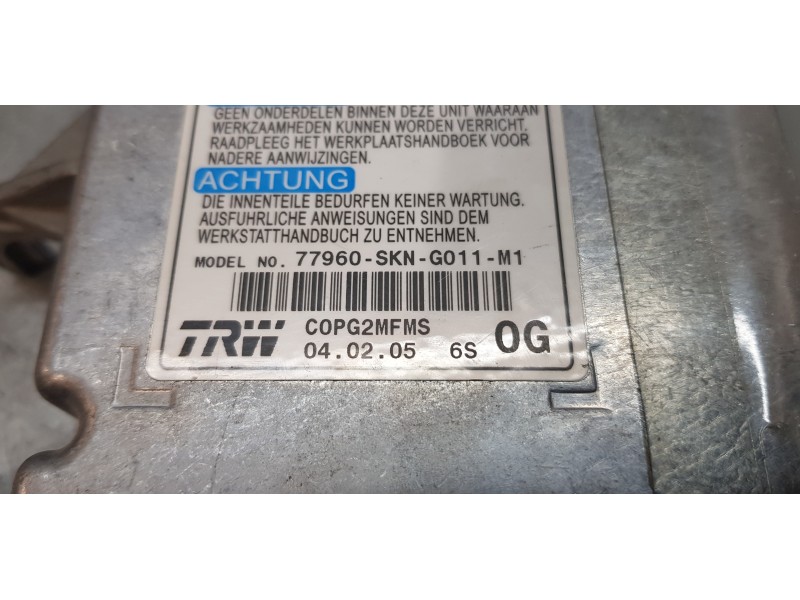 GEEN ONDERDELEN BINNEN DEZE UNIT WAARAAN
WERKZAAMHEDEN KUNNEN WORDEN VERRICHT.
RAADPLEEG HET WERKPLAATSHANDBOEK VOOR
NADERE AANWIJZINGEN.
ACHTUNG
DIE INNENTEILE BEDURFEN KEINER WARTUNG.
AUSFUHRLICHE ANWEISUNGEN SIND DEM
WERKSTATTHANDBUCH ZU ENTNEHMEN.
MODEL NO. 77960-SKN-G011-M1
TRW C0PG2MFMS
04.02.05 6S 0G